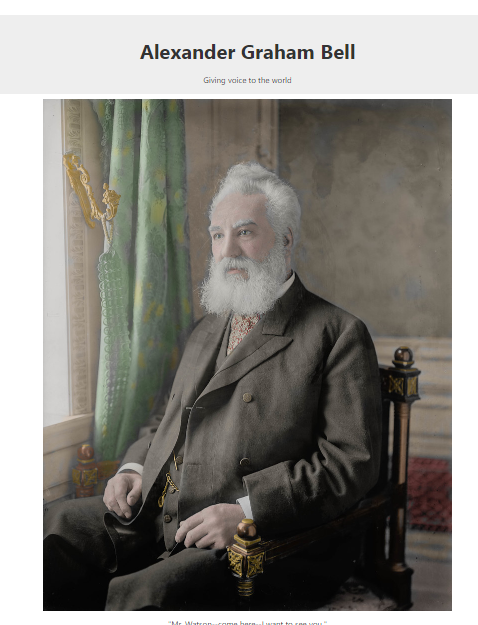 Alexander Graham Bell
Giving voice to the world
"Mr. Watson--come here--I want to see you."